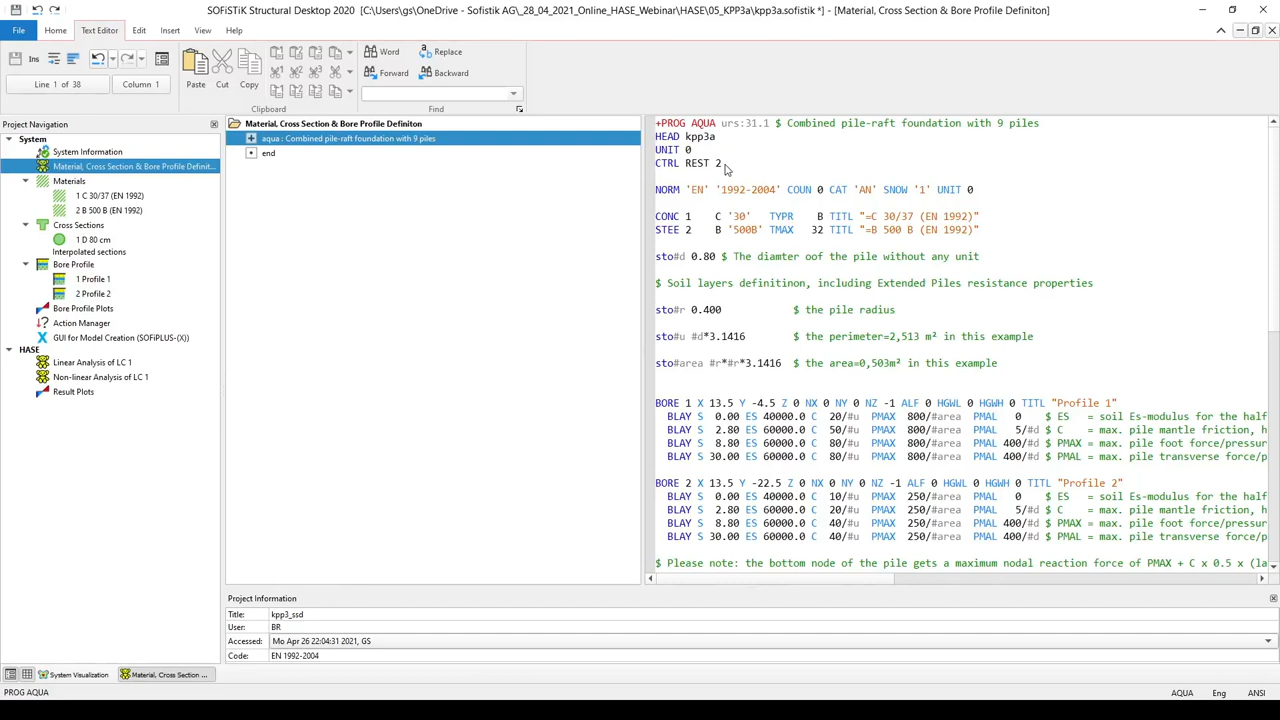 SOFiSTiK Structural Desktop 2020 [C:\Users\gs\OneDrive - Sofistik AG\_28_04_2021_Online_HASE_Webinar\HASE\05_KPP3a\kpp3a.sofistik *] - [Material, Cross Section & Bore Profile Definiton]
File Home Text Editor Edit Insert View Help
Ins
Line 1 of 38 Column 1
Paste Cut Copy
Clipboard
Word Replace
Forward Backward
Find
Project Navigation
System
System Information
Material, Cross Section & Bore Profile Definit...
Materials
1 C 30/37 (EN 1992)
2 B 500 B (EN 1992)
Cross Sections
1 D 80 cm
Interpolated sections
Bore Profile
1 Profile 1
2 Profile 2
Bore Profile Plots
Action Manager
GUI for Model Creation (SOFiPLUS-(X))
HASE
Linear Analysis of LC 1
Non-linear Analysis of LC 1
Result Plots
Material, Cross Section & Bore Profile Definiton
aqua : Combined pile-raft foundation with 9 piles
end
+PROG AQUA urs:31.1 $ Combined pile-raft foundation with 9 piles
HEAD kpp3a
UNIT 0
CTRL REST 2
NORM 'EN' '1992-2004' COUN 0 CAT 'AN' SNOW '1' UNIT 0
CONC 1 C '30' TYPR B TITL "=C 30/37 (EN 1992)"
STEE 2 B '500B' TMAX 32 TITL "=B 500 B (EN 1992)"
sto#d 0.80 $ The diamter oof the pile without any unit
$ Soil layers definitinon, including Extended Piles resistance properties
sto#r 0.400 $ the pile radius
sto#u #d*3.1416 $ the perimeter=2,513 m² in this example
sto#area #r*#r*3.1416 $ the area=0,503m² in this example
BORE 1 X 13.5 Y -4.5 Z 0 NX 0 NY 0 NZ -1 ALF 0 HGWL 0 HGWH 0 TITL "Profile 1"
BLAY S 0.00 ES 40000.0 C 20/#u PMAX 800/#area PMAL 0 $ ES = soil Es-modulus for the half
BLAY S 2.80 ES 60000.0 C 50/#u PMAX 800/#area PMAL 5/#d $ C = max. pile mantle friction, h
BLAY S 8.80 ES 60000.0 C 80/#u PMAX 800/#area PMAL 400/#d $ PMAX = max. pile foot force/pressur
BLAY S 30.00 ES 60000.0 C 80/#u PMAX 800/#area PMAL 400/#d $ PMAL = max. pile transverse force/p
BORE 2 X 13.5 Y -22.5 Z 0 NX 0 NY 0 NZ -1 ALF 0 HGWL 0 HGWH 0 TITL "Profile 2"
BLAY S 0.00 ES 40000.0 C 10/#u PMAX 250/#area PMAL 0 $ ES = soil Es-modulus for the half
BLAY S 2.80 ES 60000.0 C 20/#u PMAX 250/#area PMAL 5/#d $ C = max. pile mantle friction, h
BLAY S 8.80 ES 60000.0 C 40/#u PMAX 250/#area PMAL 400/#d $ PMAX = max. pile foot force/pressur
BLAY S 30.00 ES 60000.0 C 40/#u PMAX 250/#area PMAL 400/#d $ PMAL = max. pile transverse force/p
$ Please note: the bottom node of the pile gets a maximum nodal reaction force of PMAX + C x 0.5 x (la
Project Information
Title: kpp3_ssd
User: BR
Accessed: Mo Apr 26 22:04:31 2021, GS
Code: EN 1992-2004
System Visualization Material, Cross Section ...
PROG AQUA AQUA Eng ANSI